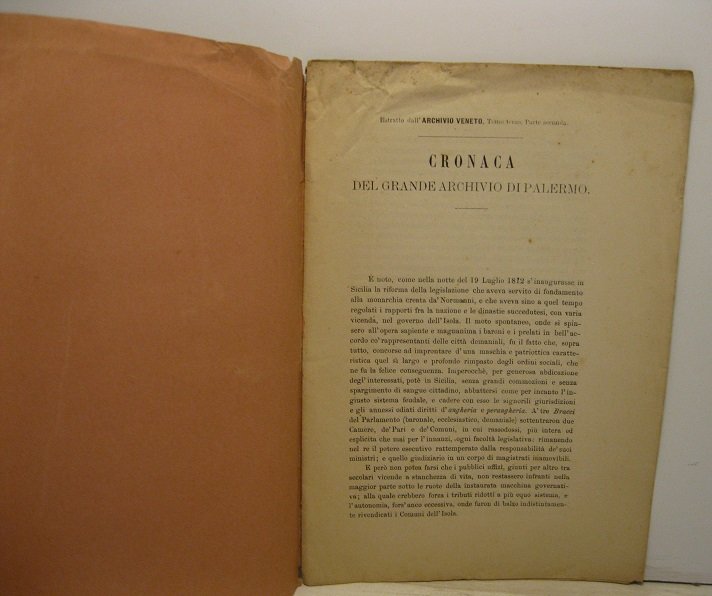 Estratto dall' ARCHIVIO VENETO, Tomo terzo, Parte seconda.
CRONACA
DEL GRANDE ARCHIVIO DI PALERMO.
È noto, come nella notte del 19 Luglio 1812 s' inaugurasse in
Sicilia la riforma della legislazione che aveva servito di fondamento
alla monarchia creata da' Normanni, e che aveva sino a quel tempo
regolati i rapporti fra la nazione e le dinastie succedutesi, con varia
vicenda, nel governo dell' Isola. Il moto spontaneo, onde si spin-
sero all' opera sapiente e magnanima i baroni e i prelati in bell' ac-
cordo co' rappresentanti delle città demaniali, fu il fatto che, sopra
tutto, concorse ad improntare d' una maschia e patriottica caratte-
ristica quel sì largo e profondo rimpasto degli ordini sociali, che
ne fu la felice conseguenza. Imperocchè, per generosa abdicazione
degl' interessati, potè in Sicilia, senza grandi commozioni e senza
spargimento di sangue cittadino, abbattersi come per incanto l' in-
giusto sistema feudale, e cadere con esso le signorili giurisdizioni
e gli annessi odiati diritti d' angheria e perangheria. A' tre Bracci
del Parlamento (baronale, ecclesiastico, demaniale) sottentraron due
Camere, de' Pari e de' Comuni, in cui rassodossi, più intera ed
esplicita che mai per l' innanzi, ogni facoltà legislativa: rimanendo
nel re il potere esecutivo rattemperato dalla responsabilità de' suoi
ministri; e quello giudiziario in un corpo di magistrati inamovibili.
E però non potea farsi che i pubblici uffizi, giunti per altro tra
secolari vicende a stanchezza di vita, non restassero infranti nella
maggior parte sotto le ruote della instaurata macchina governati-
va; alla quale crebbero forza i tributi ridotti a più equo sistema, e
l' autonomia, fors' anco eccessiva, onde furon di balzo indistintamen-
te rivendicati i Comuni dell' Isola.